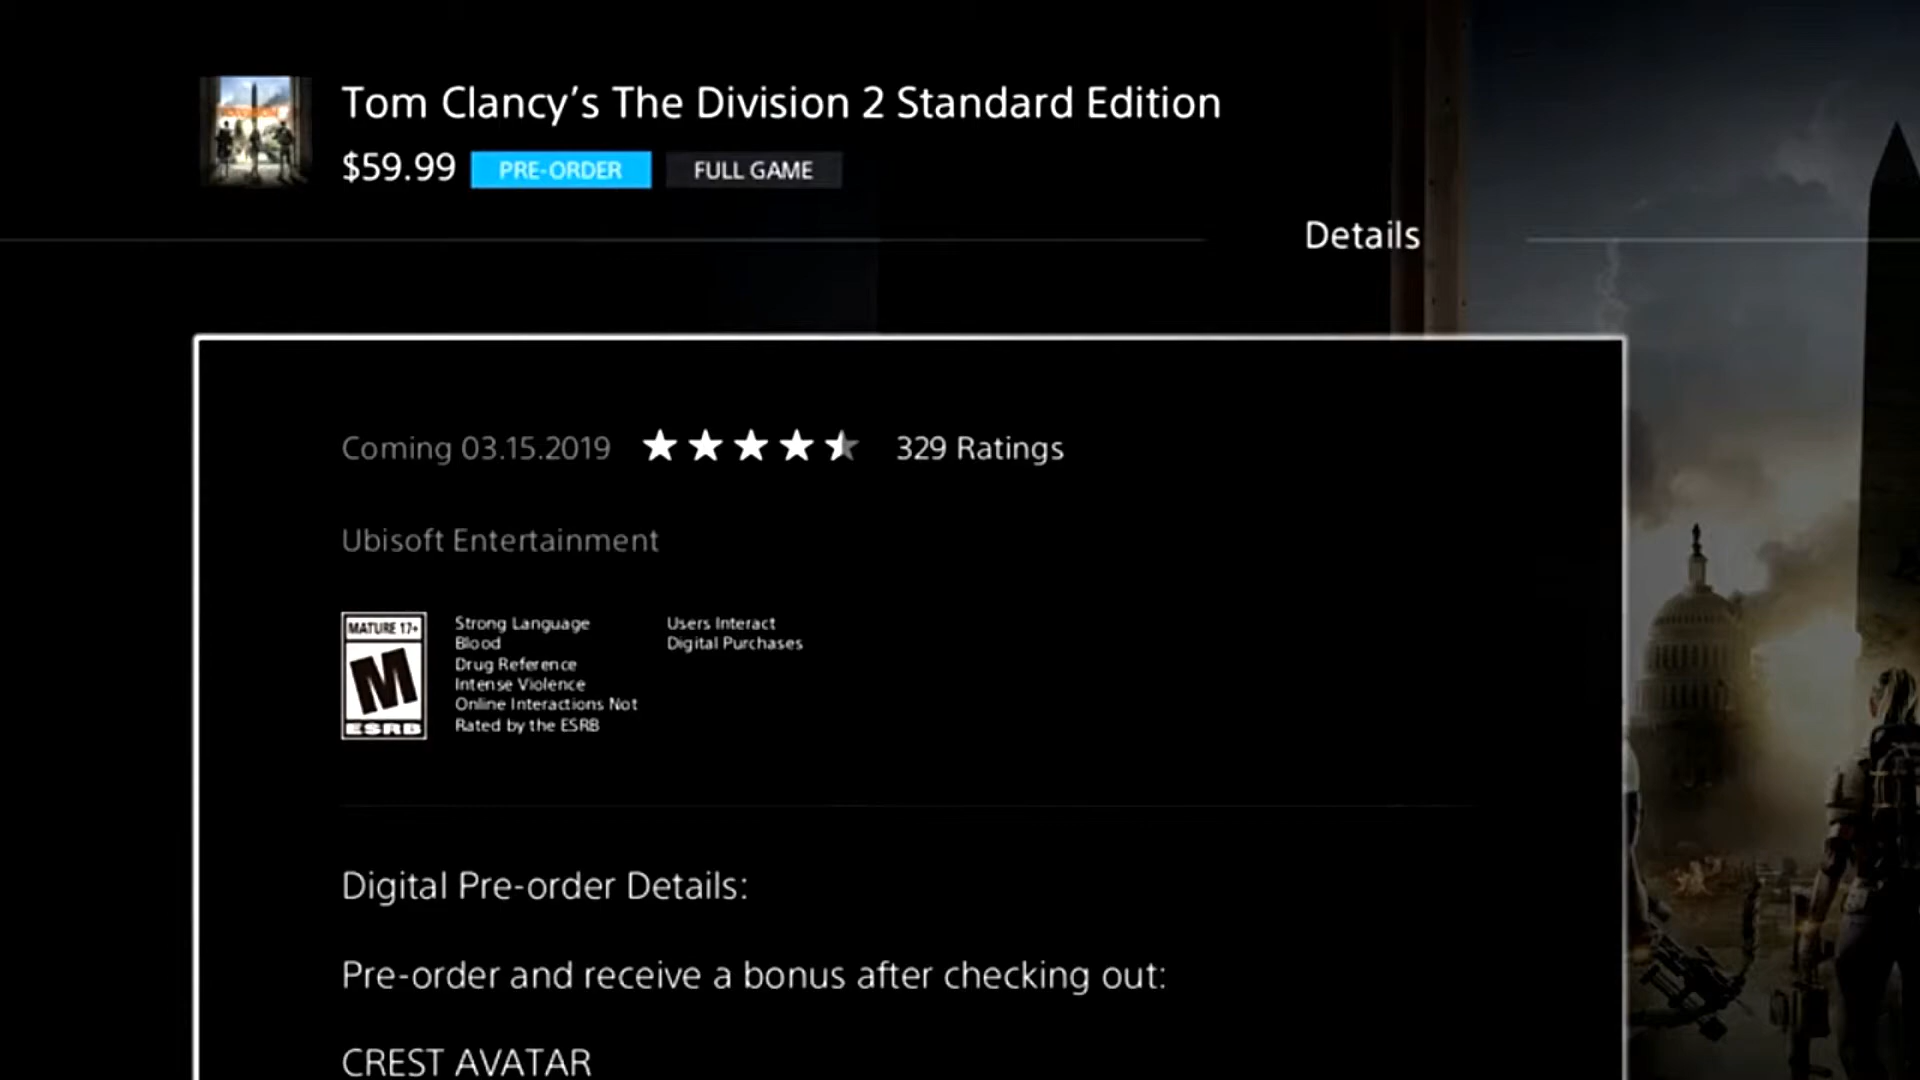 Tom Clancy’s The Division 2 Standard Edition
$59.99 PRE-ORDER FULL GAME
Details
Coming 03.15.2019 329 Ratings
Ubisoft Entertainment
MATURE 17+
M
ESRB
Strong Language
Blood
Drug Reference
Intense Violence
Online Interactions Not
Rated by the ESRB
Users Interact
Digital Purchases
Digital Pre-order Details:
Pre-order and receive a bonus after checking out:
CREST AVATAR